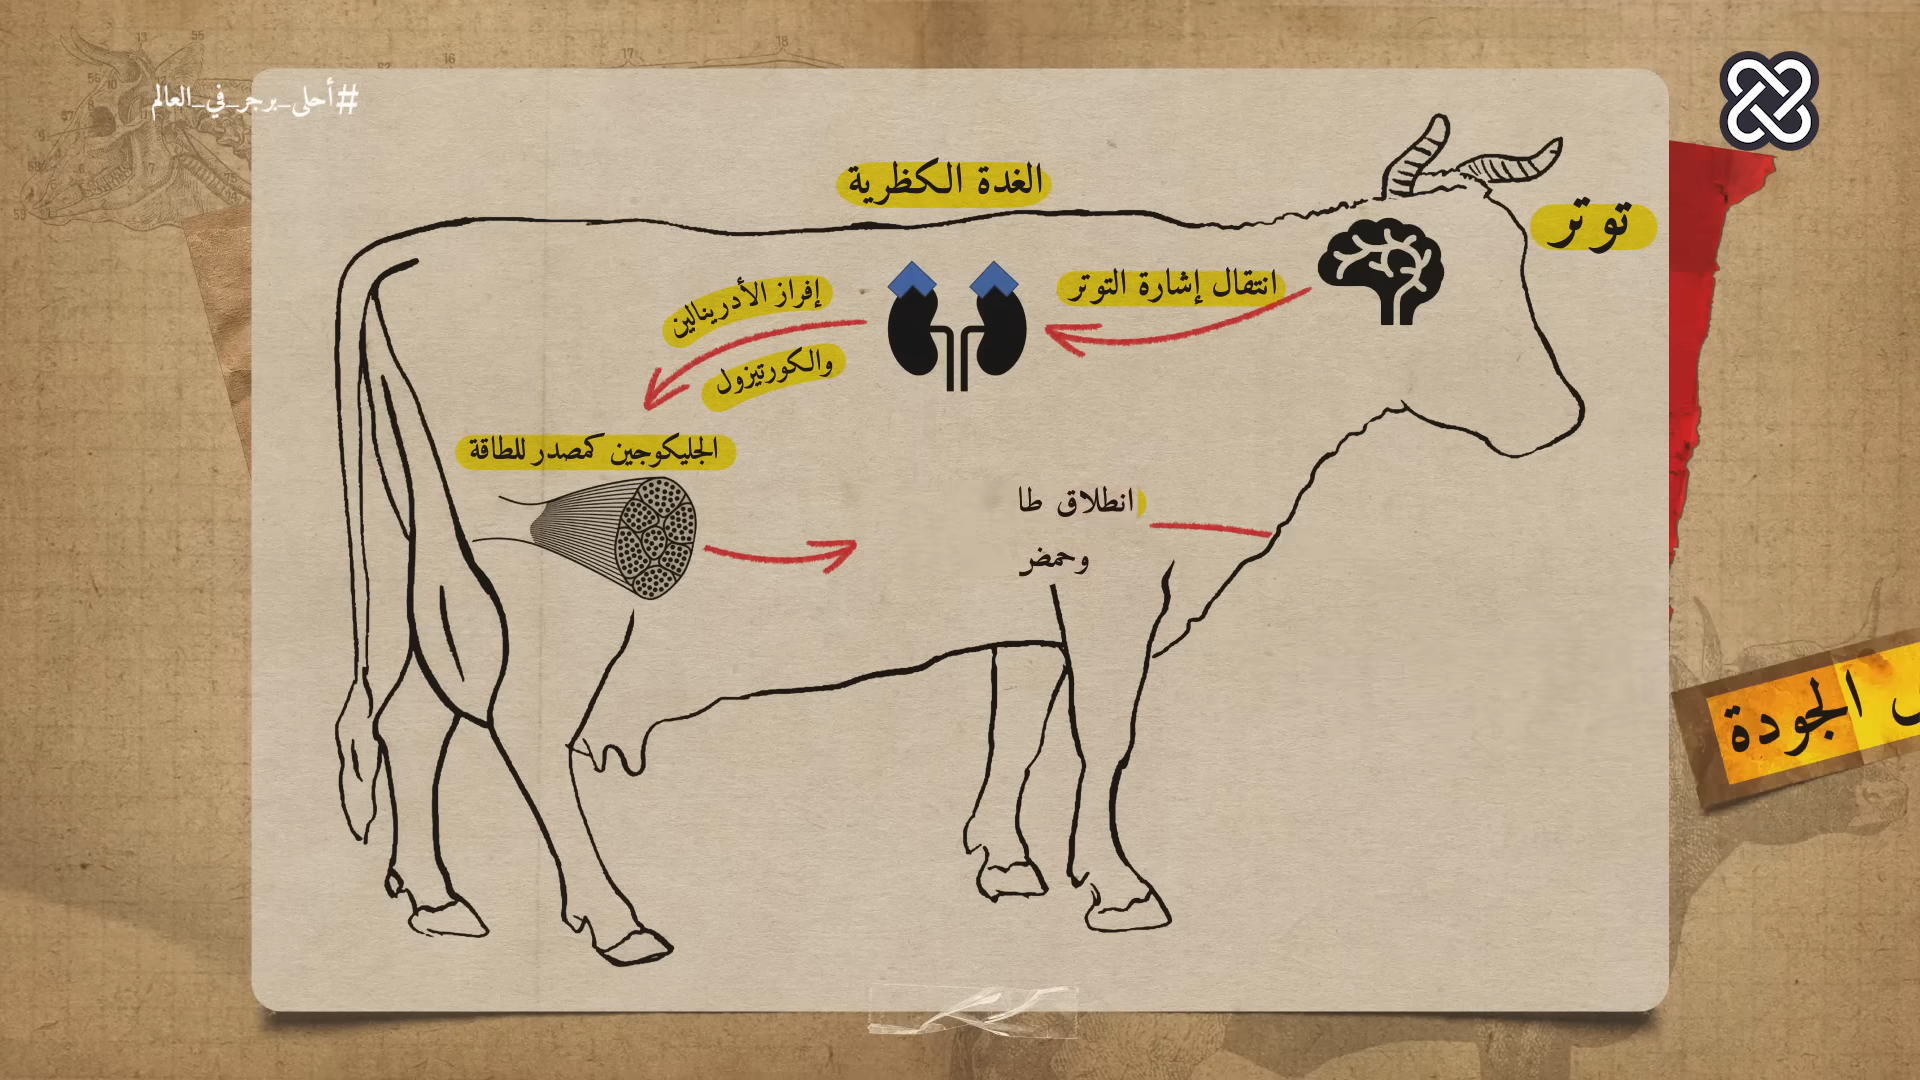 #أحلى_برجر_في_العالم
الغدة الكظرية
توتر
انتقال إشارة التوتر
إفراز الأدرينالين
والكورتيزول
الجليكوجين كمصدر للطاقة
انطلاق طا
وحمض
الجودة